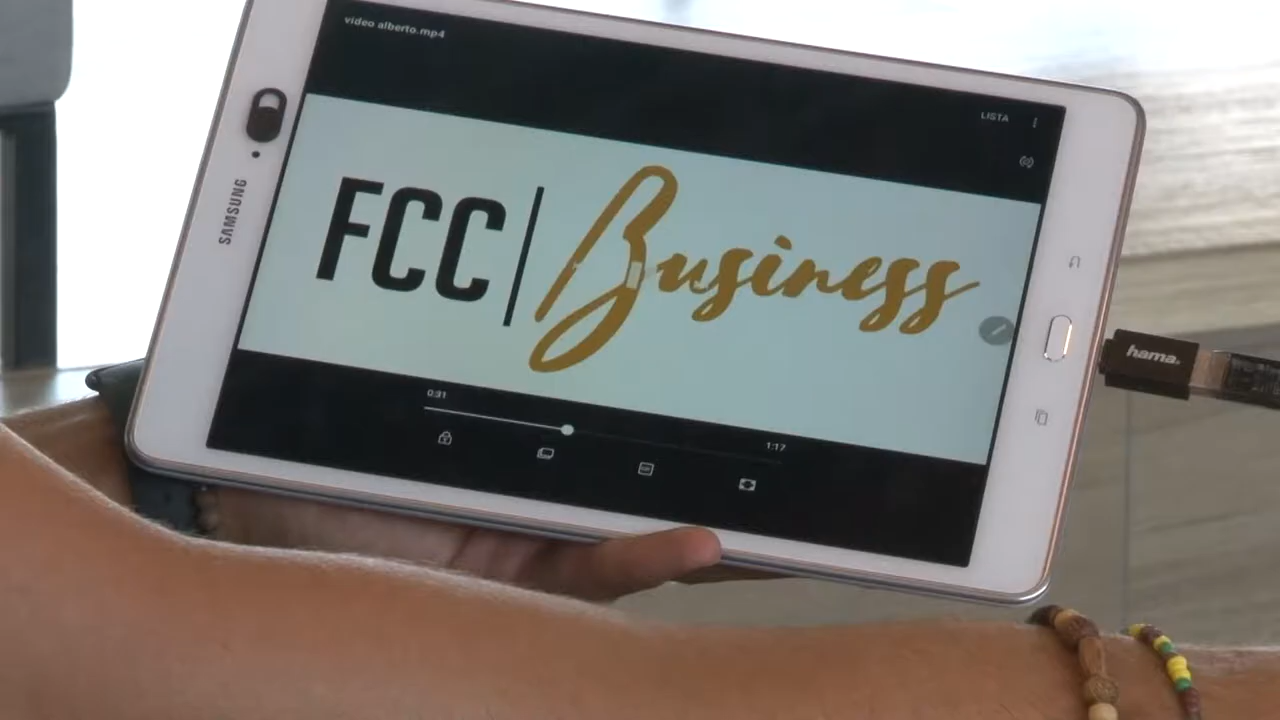 video alberto.mp4
LISTA
SAMSUNG
FCC | Business
hama.
0:31
1:17